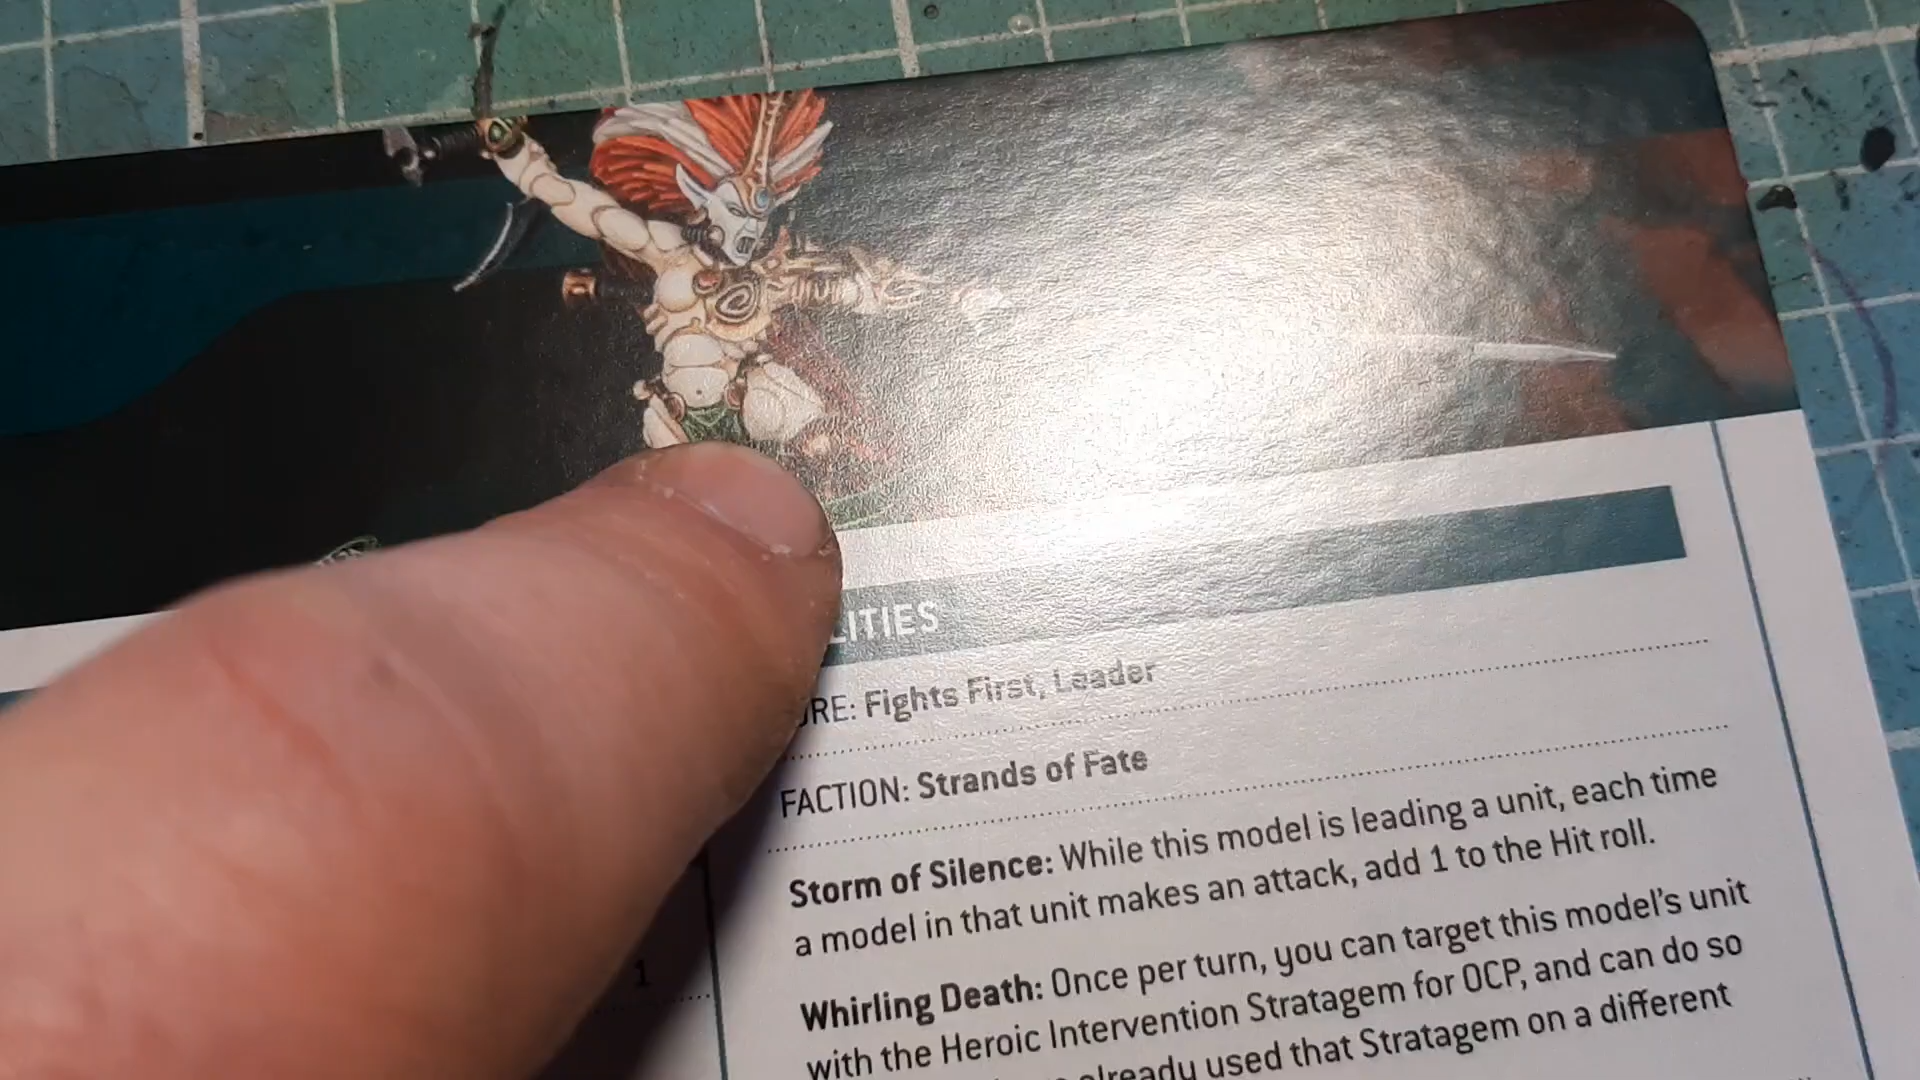 LITIES
ORE: Fights First, Leader
FACTION: Strands of Fate
Storm of Silence: While this model is leading a unit, each time
a model in that unit makes an attack, add 1 to the Hit roll.
Whirling Death: Once per turn, you can target this model's unit
with the Heroic Intervention Stratagem for 0CP, and can do so
1
already used that Stratagem on a different